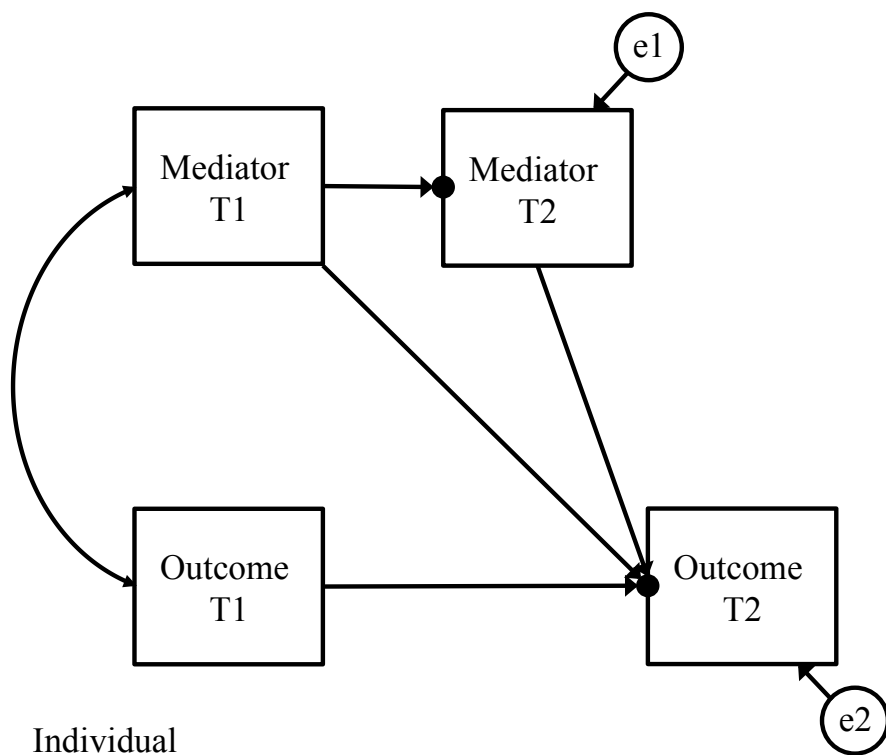 e1
Mediator
T1
Mediator
T2
Outcome
T1
Outcome
T2
e2
Individual